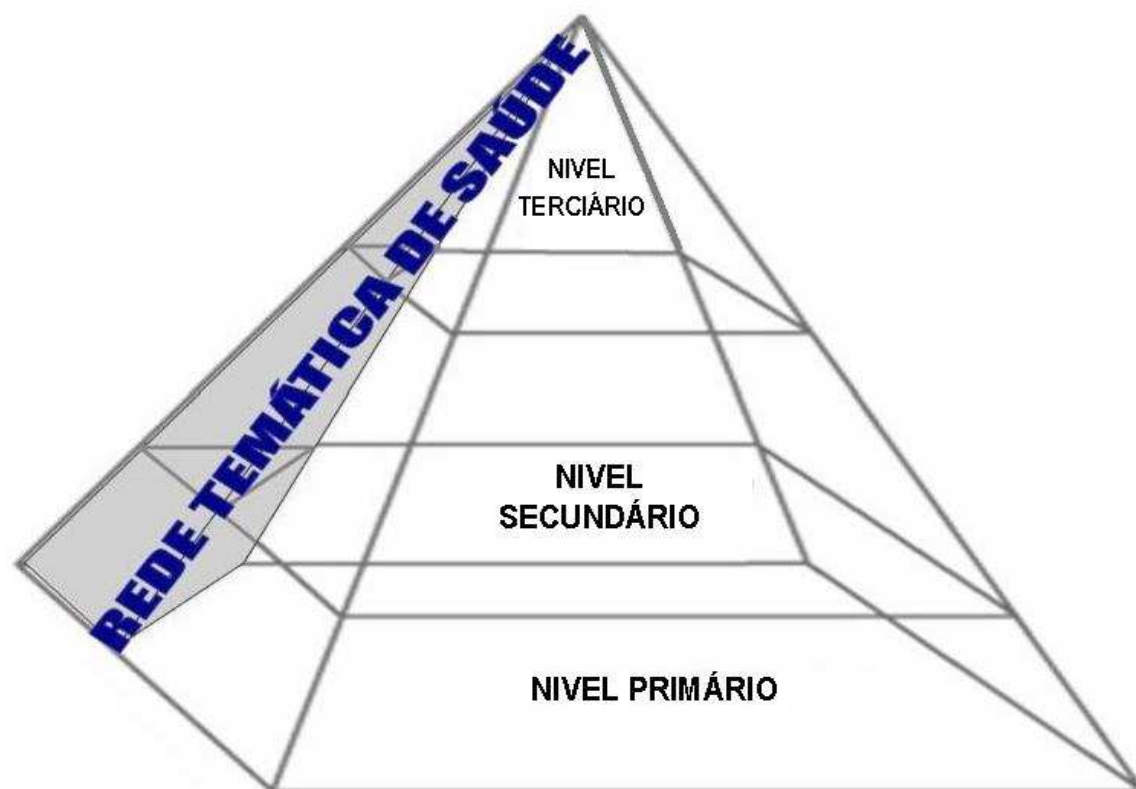 REDE TEMÁTICA DE SAÚDE
NIVEL
TERCIÁRIO
NIVEL
SECUNDÁRIO
NIVEL PRIMÁRIO